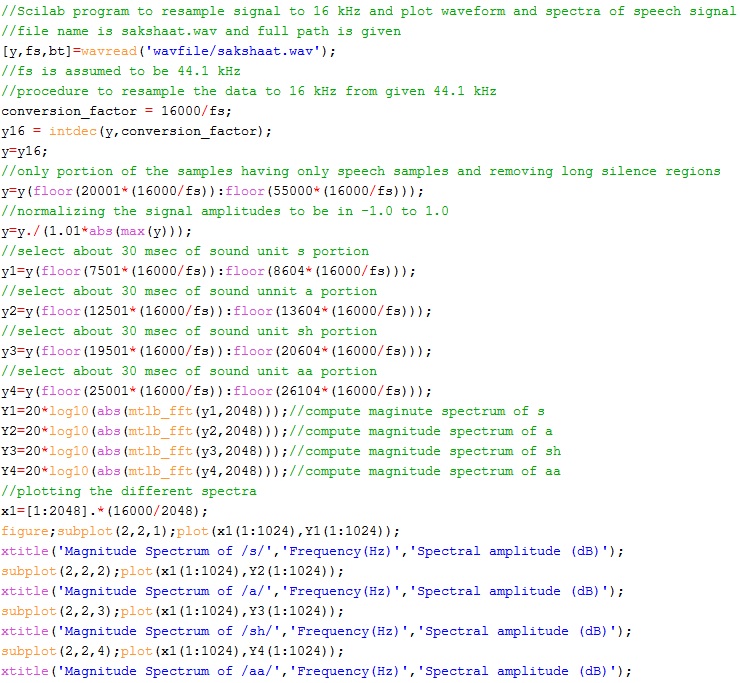 //Scilab program to resample signal to 16 kHz and plot waveform and spectra of speech signal
//file name is sakshaat.wav and full path is given
[y,fs,bt]=wavread('wavfile/sakshaat.wav');
//fs is assumed to be 44.1 kHz
//procedure to resample the data to 16 kHz from given 44.1 kHz
conversion_factor = 16000/fs;
y16 = intdec(y,conversion_factor);
y=y16;
//only portion of the samples having only speech samples and removing long silence regions
y=y(floor(20001*(16000/fs)):floor(55000*(16000/fs)));
//normalizing the signal amplitudes to be in -1.0 to 1.0
y=y./(1.01*abs(max(y)));
//select about 30 msec of sound unit s portion
y1=y(floor(7501*(16000/fs)):floor(8604*(16000/fs)));
//select about 30 msec of sound unnit a portion
y2=y(floor(12501*(16000/fs)):floor(13604*(16000/fs)));
//select about 30 msec of sound unit sh portion
y3=y(floor(19501*(16000/fs)):floor(20604*(16000/fs)));
//select about 30 msec of sound unit aa portion
y4=y(floor(25001*(16000/fs)):floor(26104*(16000/fs)));
Y1=20*log10(abs(mtlb_fft(y1,2048)));//compute maginute spectrum of s
Y2=20*log10(abs(mtlb_fft(y2,2048)));//compute magnitude spectrum of a
Y3=20*log10(abs(mtlb_fft(y3,2048)));//compute magnitude spectrum of sh
Y4=20*log10(abs(mtlb_fft(y4,2048)));//compute magnitude spectrum of aa
//plotting the different spectra
x1=[1:2048].*(16000/2048);
figure;subplot(2,2,1);plot(x1(1:1024),Y1(1:1024));
xtitle('Magnitude Spectrum of /s/','Frequency(Hz)','Spectral amplitude (dB)');
subplot(2,2,2);plot(x1(1:1024),Y2(1:1024));
xtitle('Magnitude Spectrum of /a/','Frequency(Hz)','Spectral amplitude (dB)');
subplot(2,2,3);plot(x1(1:1024),Y3(1:1024));
xtitle('Magnitude Spectrum of /sh/','Frequency(Hz)','Spectral amplitude (dB)');
subplot(2,2,4);plot(x1(1:1024),Y4(1:1024));
xtitle('Magnitude Spectrum of /aa/','Frequency(Hz)','Spectral amplitude (dB)');